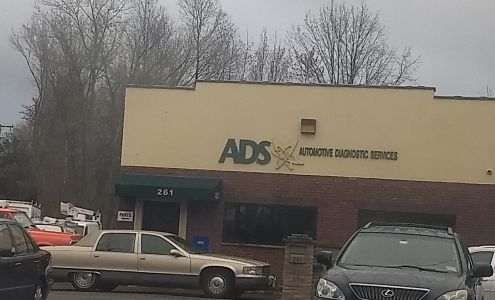 ADS AUTOMOTIVE DIAGNOSTIC SERVICES
261